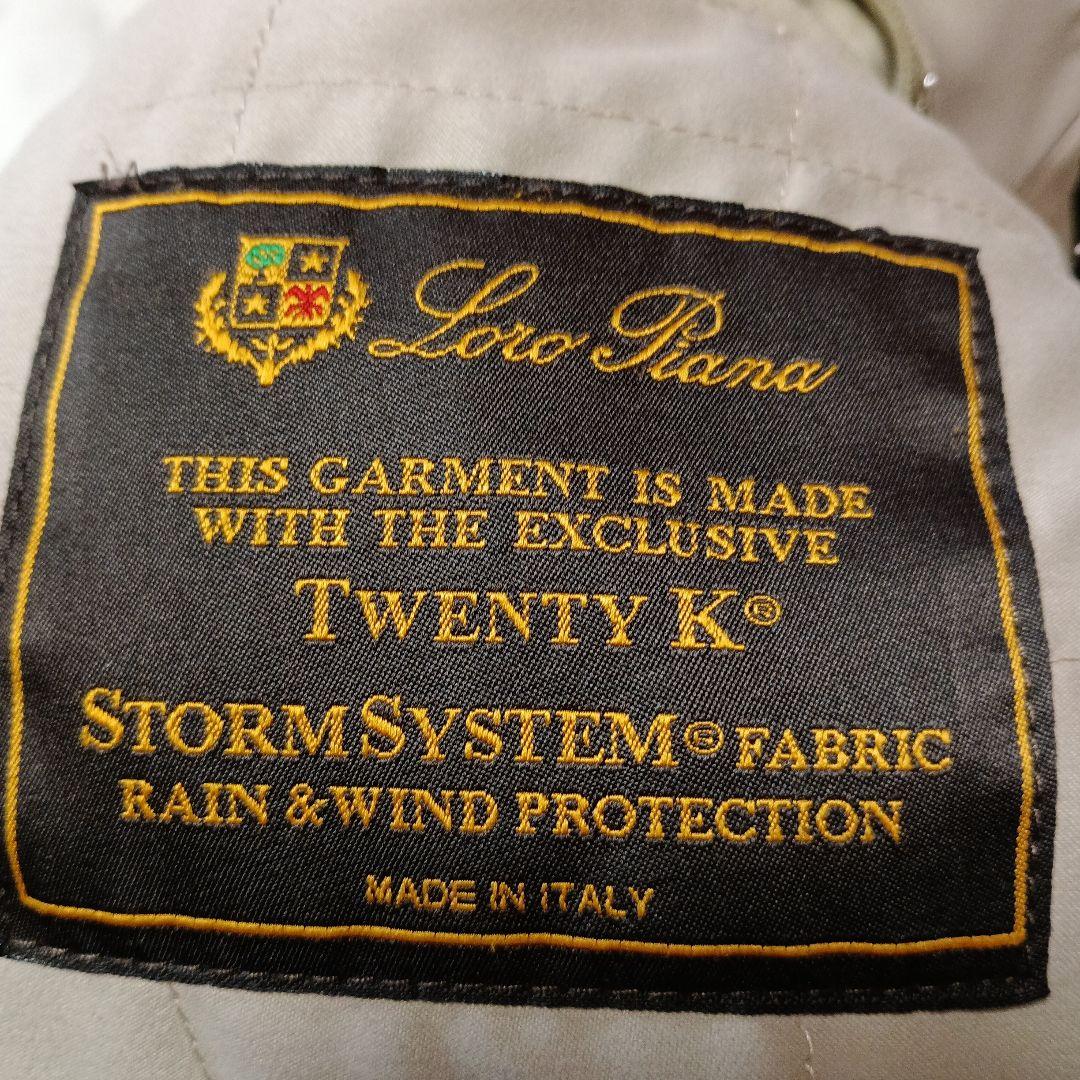 Loro Piana
THIS GARMENT IS MADE
WITH THE EXCLUSIVE
TWENTY K®
STORM SYSTEM® FABRIC
RAIN & WIND PROTECTION
MADE IN ITALY